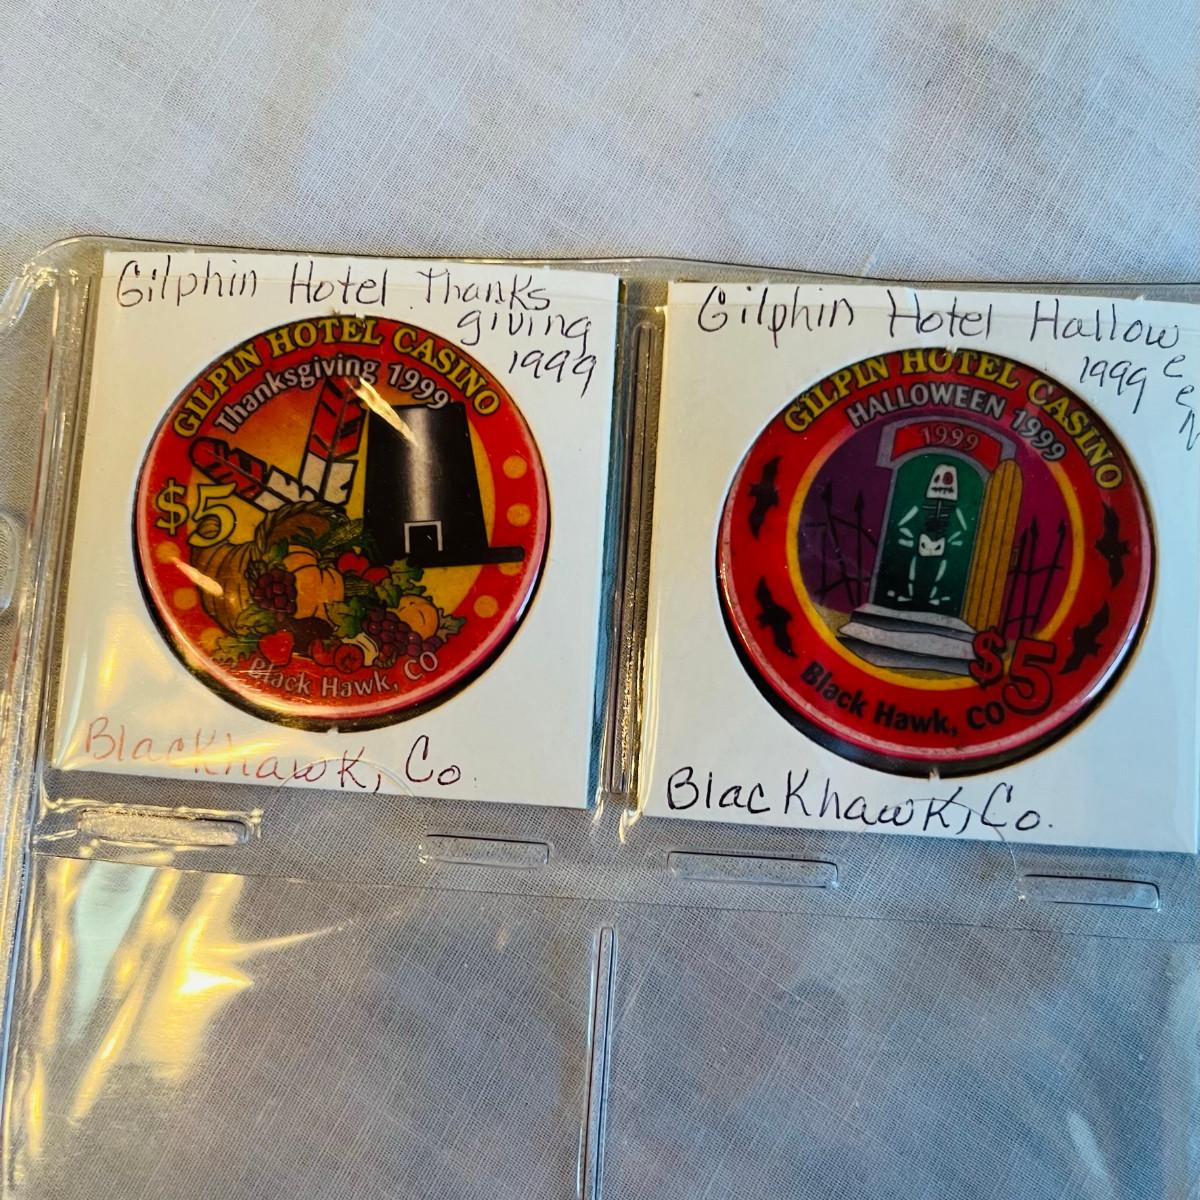 Gilphin Hotel Thanks
giving
1999
GILPIN HOTEL CASINO
Thanksgiving 1999
$5
Black Hawk, CO
Blackhawk, Co.
Gilphin Hotel Hallow
een
1999
GILPIN HOTEL CASINO
HALLOWEEN 1999
1999
$5
Black Hawk, CO
Blackhawk, Co.